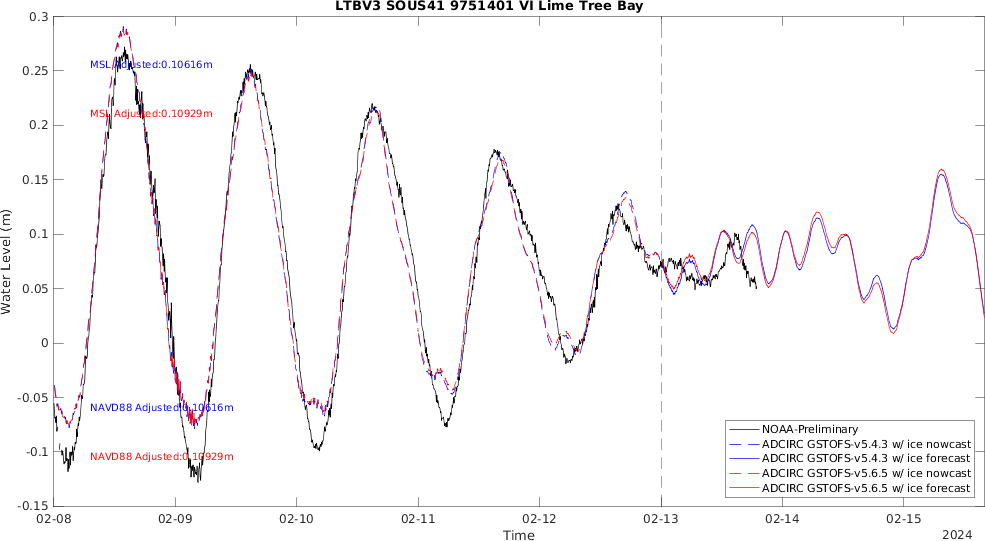 LTBV3 SOUS41 9751401 VI Lime Tree Bay
Water Level (m)
0.3
0.25
0.2
0.15
0.1
0.05
0
-0.05
-0.1
-0.15
MSL Adjusted:0.10616m
MSL Adjusted:0.10929m
NAVD88 Adjusted:0.10616m
NAVD88 Adjusted:0.10929m
NOAA-Preliminary
ADCIRC GSTOFS-v5.4.3 w/ ice nowcast
ADCIRC GSTOFS-v5.4.3 w/ ice forecast
ADCIRC GSTOFS-v5.6.5 w/ ice nowcast
ADCIRC GSTOFS-v5.6.5 w/ ice forecast
02-08 02-09 02-10 02-11 02-12 02-13 02-14 02-15
Time
2024